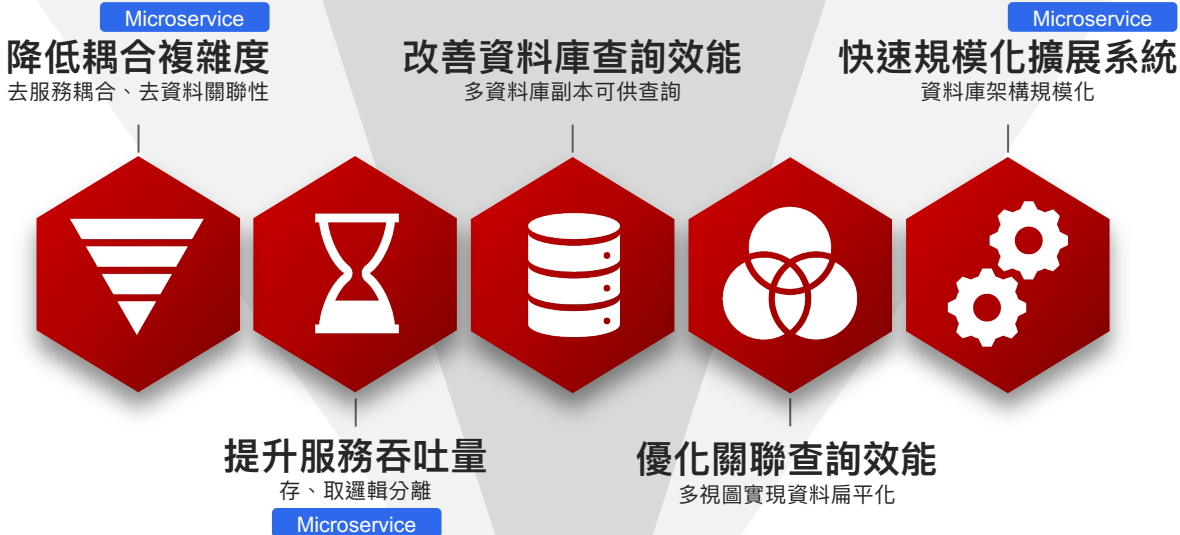 Microservice
降低耦合複雜度
去服務耦合、去資料關聯性
改善資料庫查詢效能
多資料庫副本可供查詢
Microservice
快速規模化擴展系統
資料庫架構規模化
提升服務吞吐量
存、取邏輯分離
Microservice
優化關聯查詢效能
多視圖實現資料扁平化